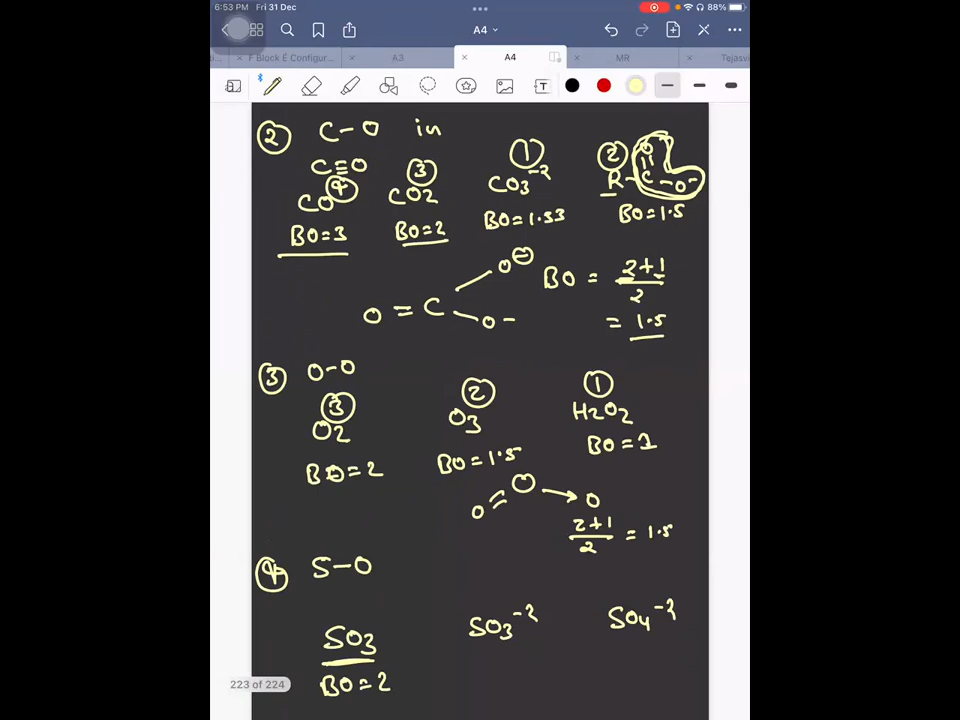 6:53 PM Fri 31 Dec
88%
A4
F Block É Configur...
A3
A4
MR
Tejasv
② C-O in
C≡O
CO ④
BO=3
③
CO2
BO=2
①
CO3⁻²
BO=1.33
②
O
||
R-C-O⁻
BO=1.5
O=C
O⊖
O-
BO = 2+1
2
= 1.5
③ O-O
③
O2
BO=2
②
O3
BO=1.5
①
H2O2
BO=1
O=O→O
2+1
2
= 1.5
④ S-O
SO3
BO=2
SO3⁻²
SO4⁻²
223 of 224